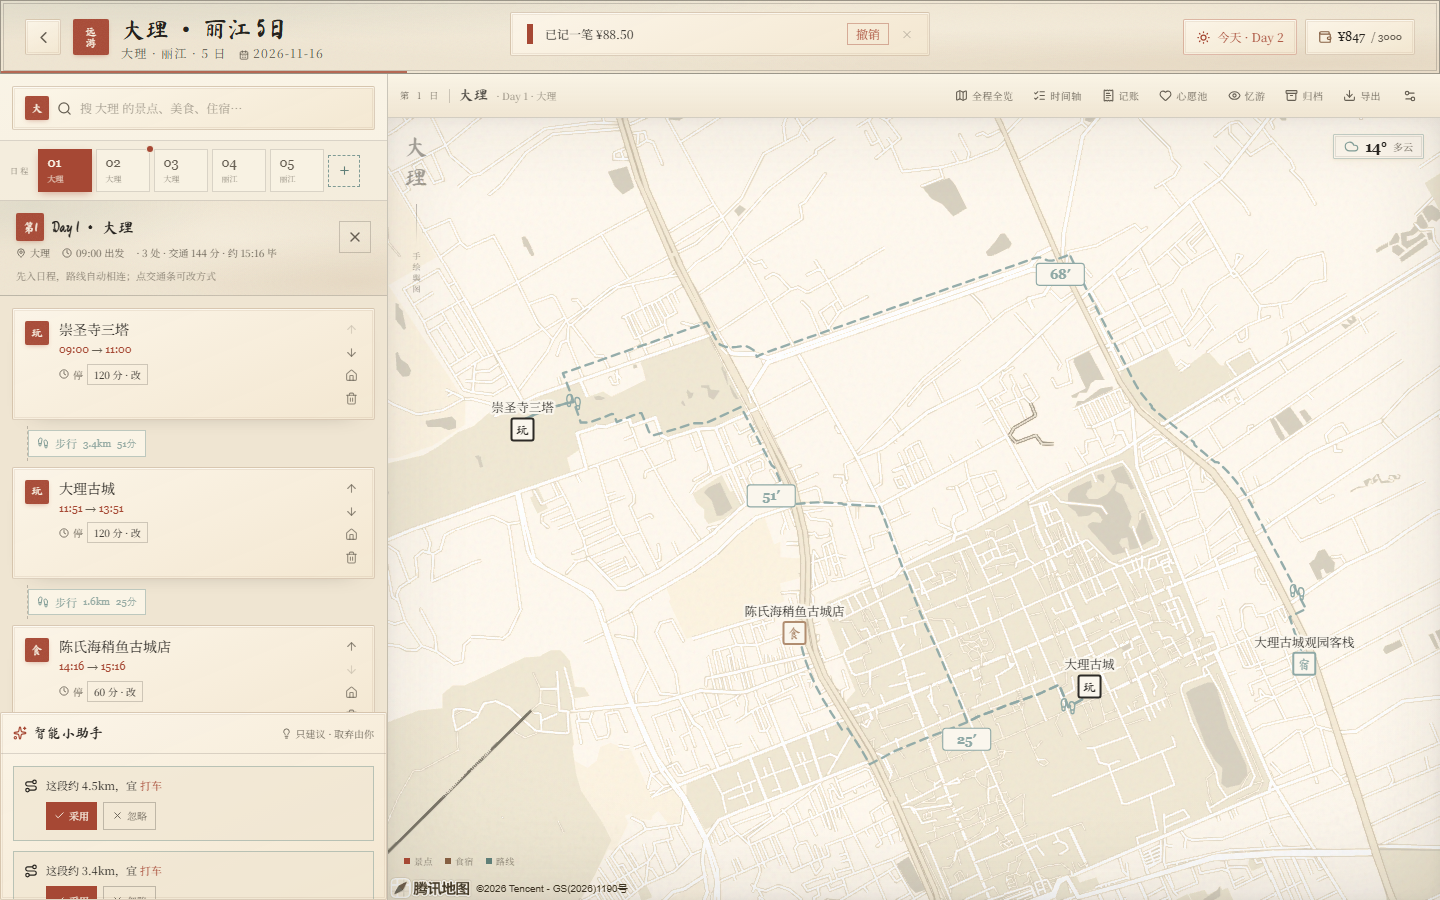 远游
大理 · 丽江 5日
大理 · 丽江 · 5 日 2026-11-16
已记一笔 ¥88.50
撤销
今天 · Day 2
¥847 / 3000
大
搜 大理 的景点、美食、住宿…
日程
01 大理
02 大理
03 大理
04 丽江
05 丽江
+
第1
Day 1 · 大理
大理 09:00 出发 · 3 处 · 交通 144 分 · 约 15:16 毕
先入日程，路线自动相连；点交通条可改方式
玩
崇圣寺三塔
09:00 → 11:00
停 120 分 · 改
步行 3.4km 51分
玩
大理古城
11:51 → 13:51
停 120 分 · 改
步行 1.6km 25分
食
陈氏海稍鱼古城店
14:16 → 15:16
停 60 分 · 改
智能小助手
只建议 · 取弃由你
这段约 4.5km，宜 打车
采用
忽略
这段约 3.4km，宜 打车
采用
忽略
第 1 日
大理 · Day 1 · 大理
全程全览
时间轴
记账
心愿池
忆游
归档
导出
大理
手绘舆图
14° 多云
68′
崇圣寺三塔
玩
51′
陈氏海稍鱼古城店
食
大理古城观园客栈
宿
大理古城
玩
25′
景点
食宿
路线
腾讯地图
©2026 Tencent - GS(2026)1190号